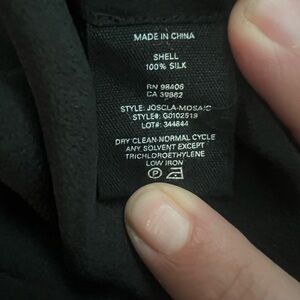 MADE IN CHINA
SHELL
100% SILK
RN 98406
CA 39862
STYLE: JOSCLA-MOSAIC
STYLE#: G0102519
LOT#: 344844
DRY CLEAN-NORMAL CYCLE
ANY SOLVENT EXCEPT
TRICHLOROETHYLENE
LOW IRON
P